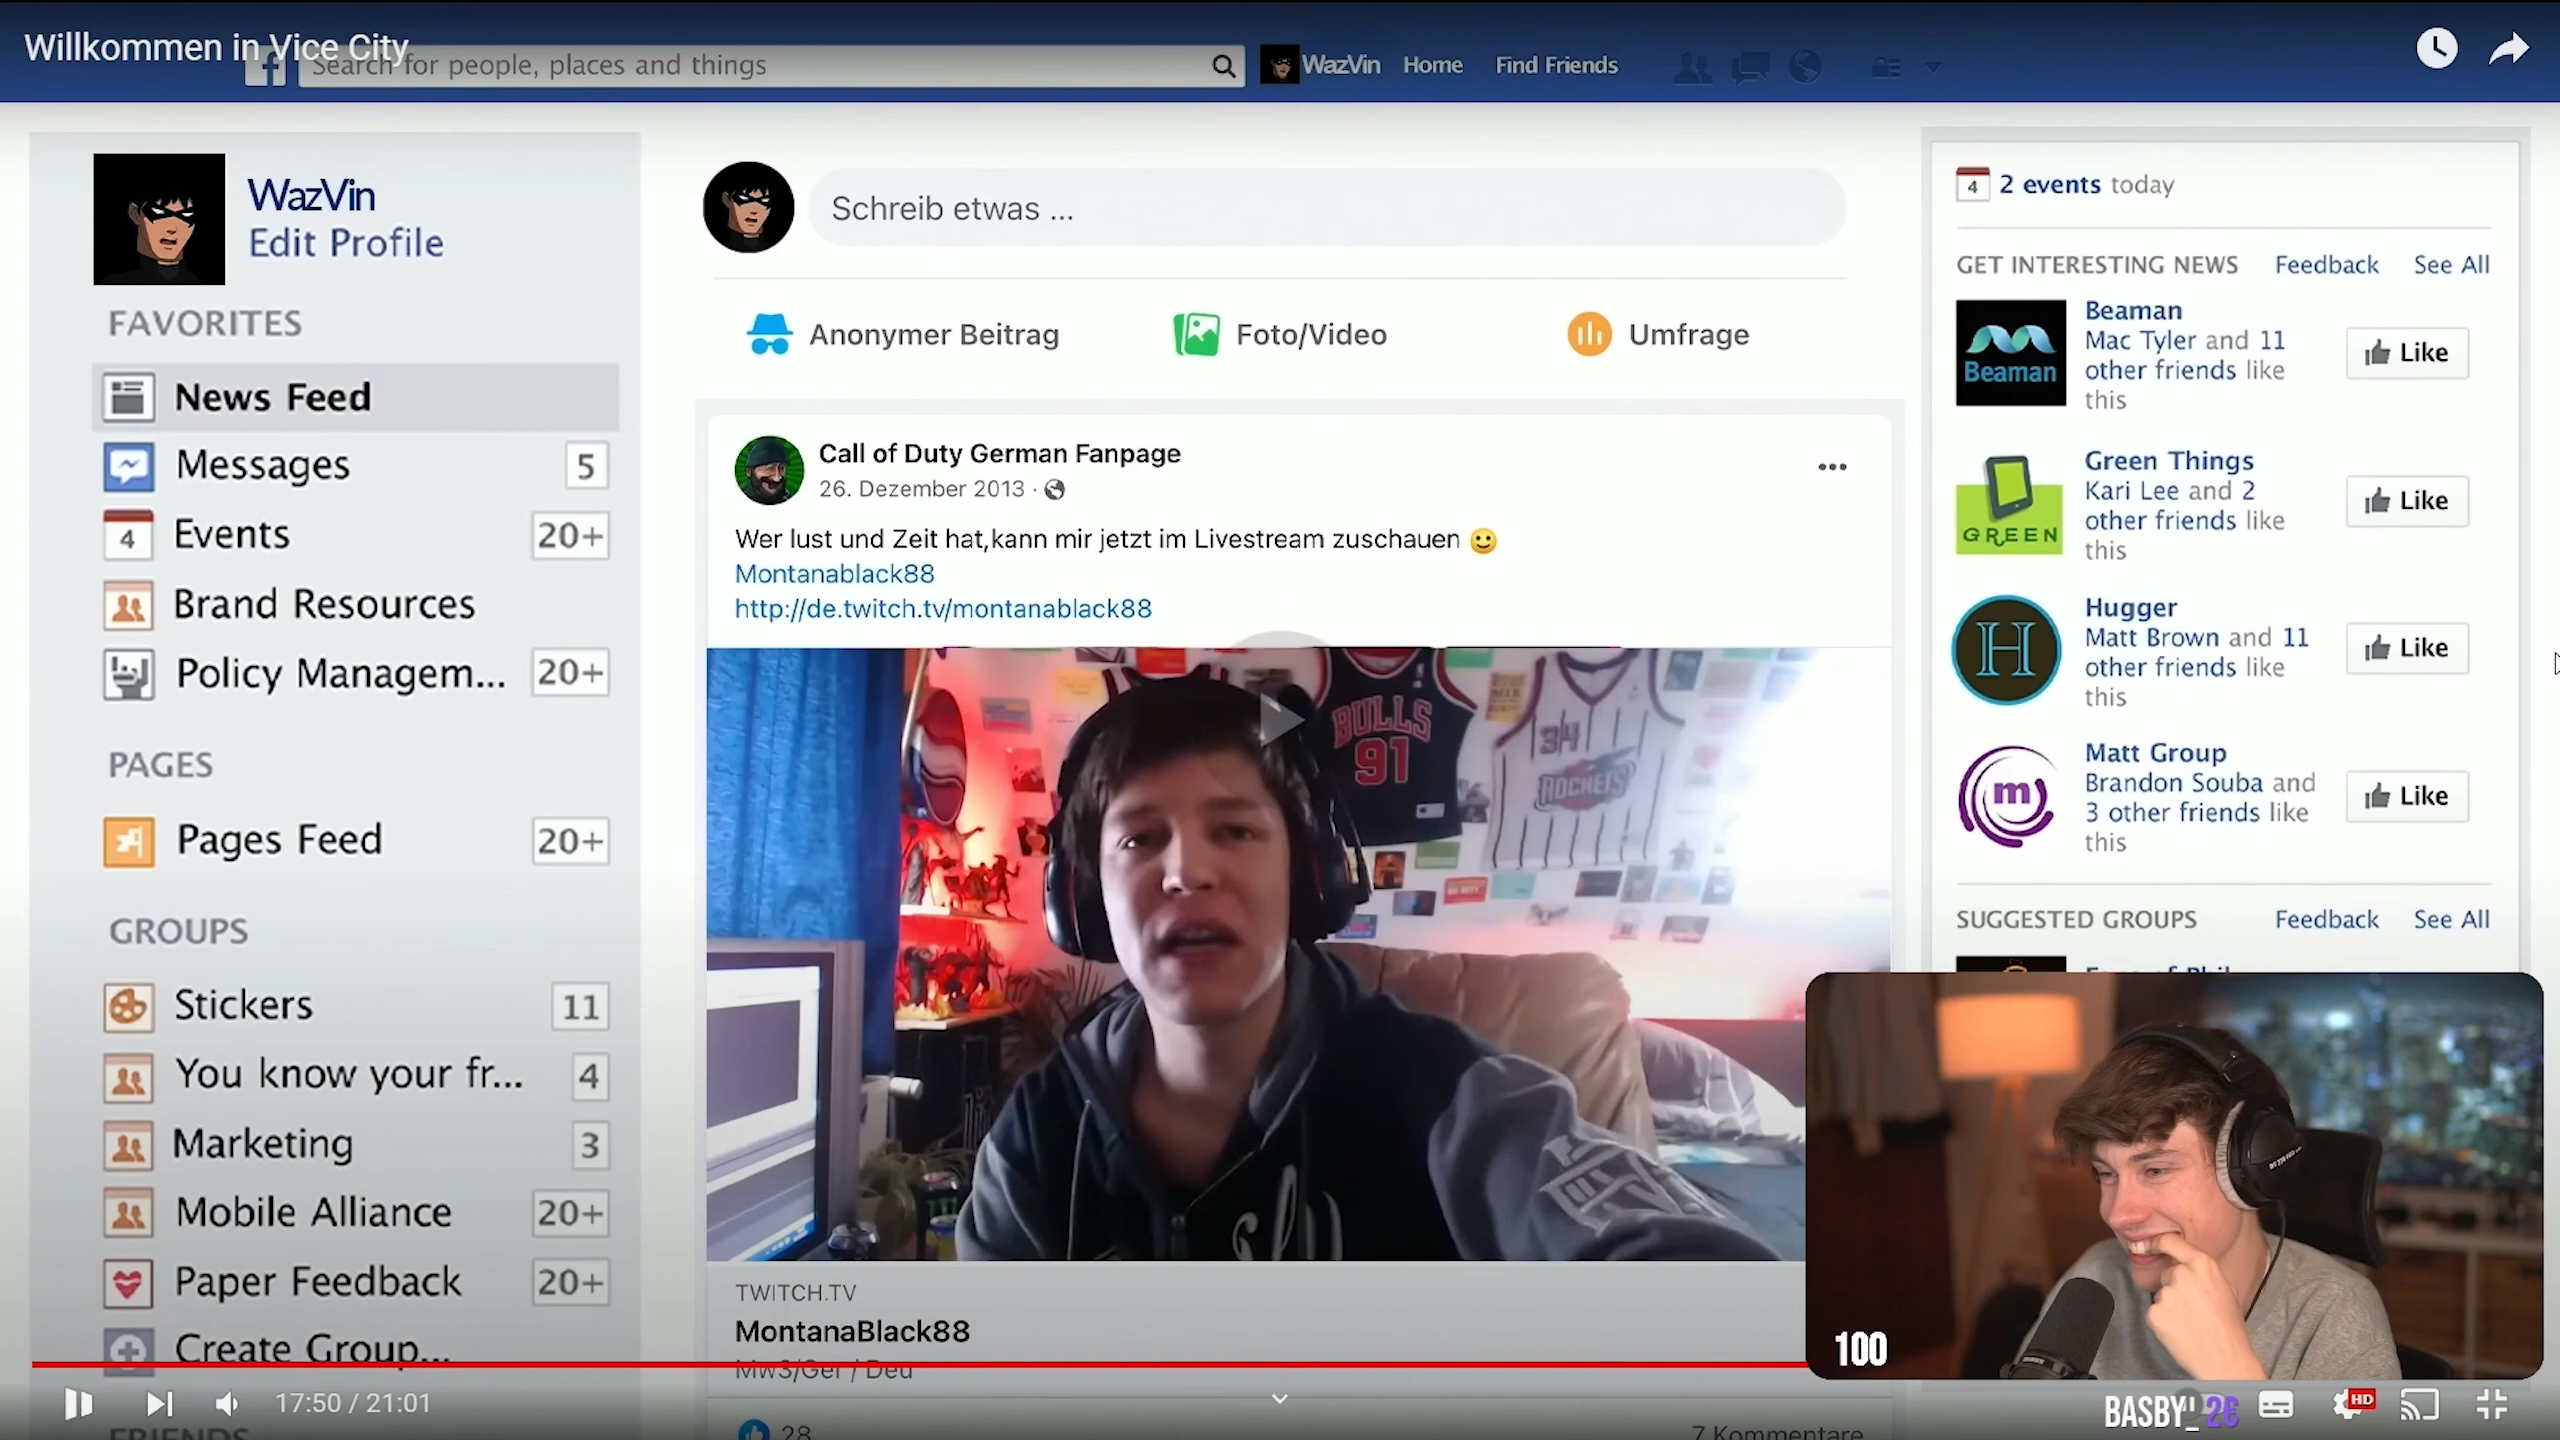 Willkommen in Vice City
Search for people, places and things
WazVin
Home
Find Friends
WazVin
Edit Profile
FAVORITES
News Feed
Messages 5
Events 20+
4
Brand Resources
Policy Managem... 20+
PAGES
Pages Feed 20+
GROUPS
Stickers 11
You know your fr... 4
Marketing 3
Mobile Alliance 20+
Paper Feedback 20+
Create Group...
FRIENDS
Schreib etwas ...
Anonymer Beitrag
Foto/Video
Umfrage
Call of Duty German Fanpage
26. Dezember 2013 ·
Wer lust und Zeit hat,kann mir jetzt im Livestream zuschauen
Montanablack88
http://de.twitch.tv/montanablack88
BULLS
91
34
ROCKETS
TWITCH.TV
MontanaBlack88
Mw3/Ger / Deu
28
7 Kommentare
4
2 events today
GET INTERESTING NEWS
Feedback
See All
Beaman
Beaman
Mac Tyler and 11
other friends like
this
Like
GREEN
Green Things
Kari Lee and 2
other friends like
this
Like
H
Hugger
Matt Brown and 11
other friends like
this
Like
m
Matt Group
Brandon Souba and
3 other friends like
this
Like
SUGGESTED GROUPS
Feedback
See All
100
17:50 / 21:01
BASBY_ 2€
HD